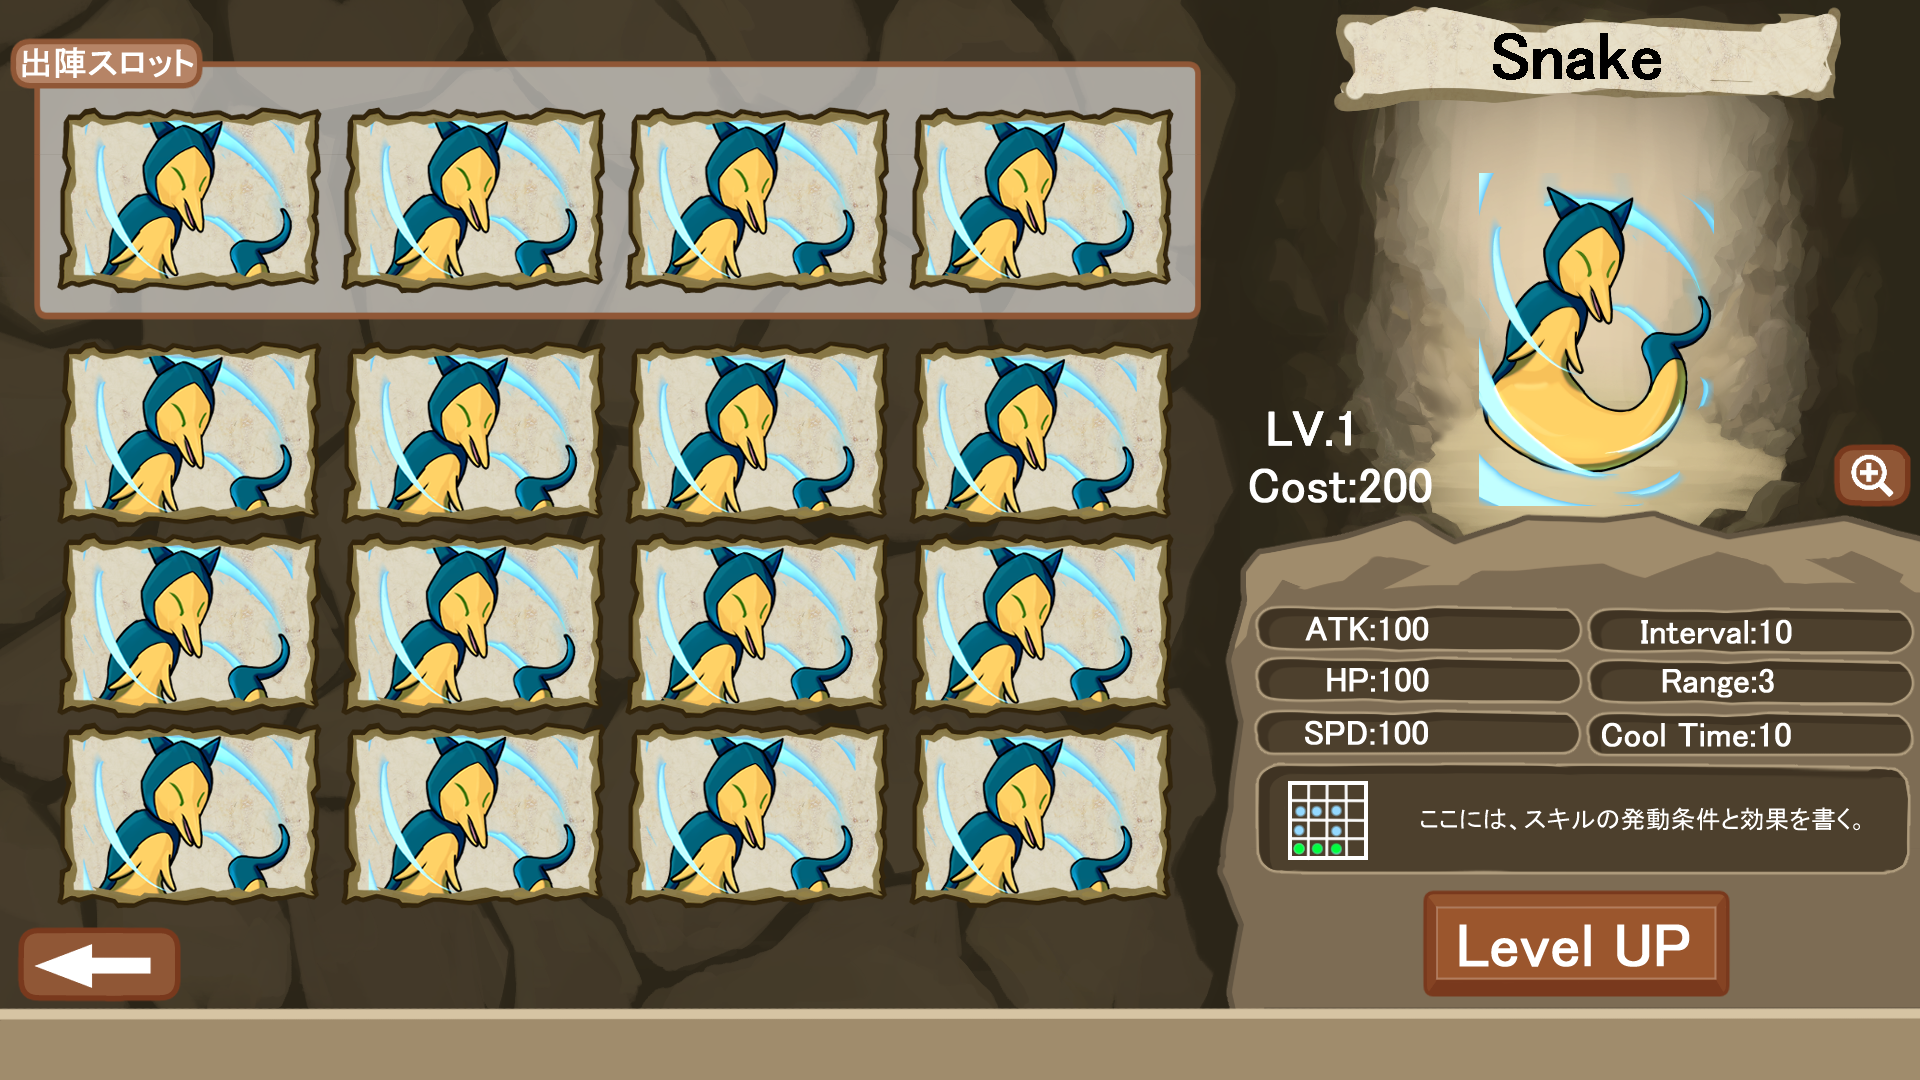 出陣スロット
Snake
LV.1
Cost:200
ATK:100
Interval:10
HP:100
Range:3
SPD:100
Cool Time:10
ここには、スキルの発動条件と効果を書く。
Level UP